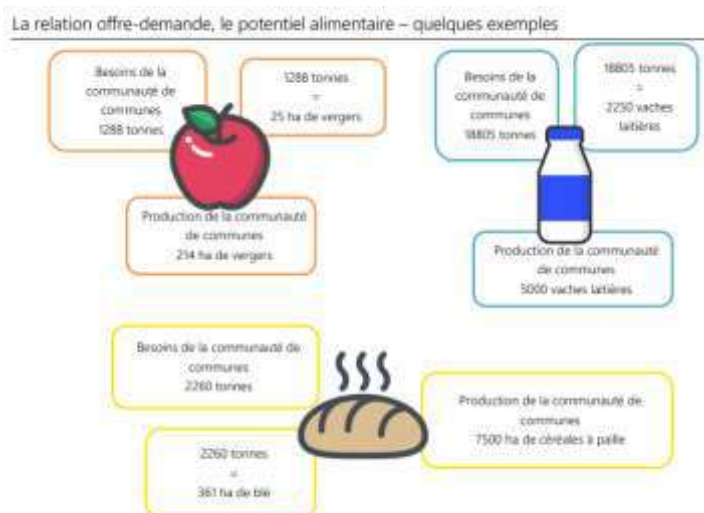 La relation offre-demande, le potentiel alimentaire – quelques exemples
Besoins de la
communauté de
communes
1288 tonnes
1288 tonnes
=
25 ha de vergers
Production de la communauté
de communes
214 ha de vergers
Besoins de la
communauté de
communes
18805 tonnes
18805 tonnes
=
2250 vaches
laitières
Production de la communauté
de communes
5000 vaches laitières
Besoins de la communauté de
communes
2260 tonnes
2260 tonnes
=
361 ha de blé
Production de la communauté de
communes
7500 ha de céréales à paille